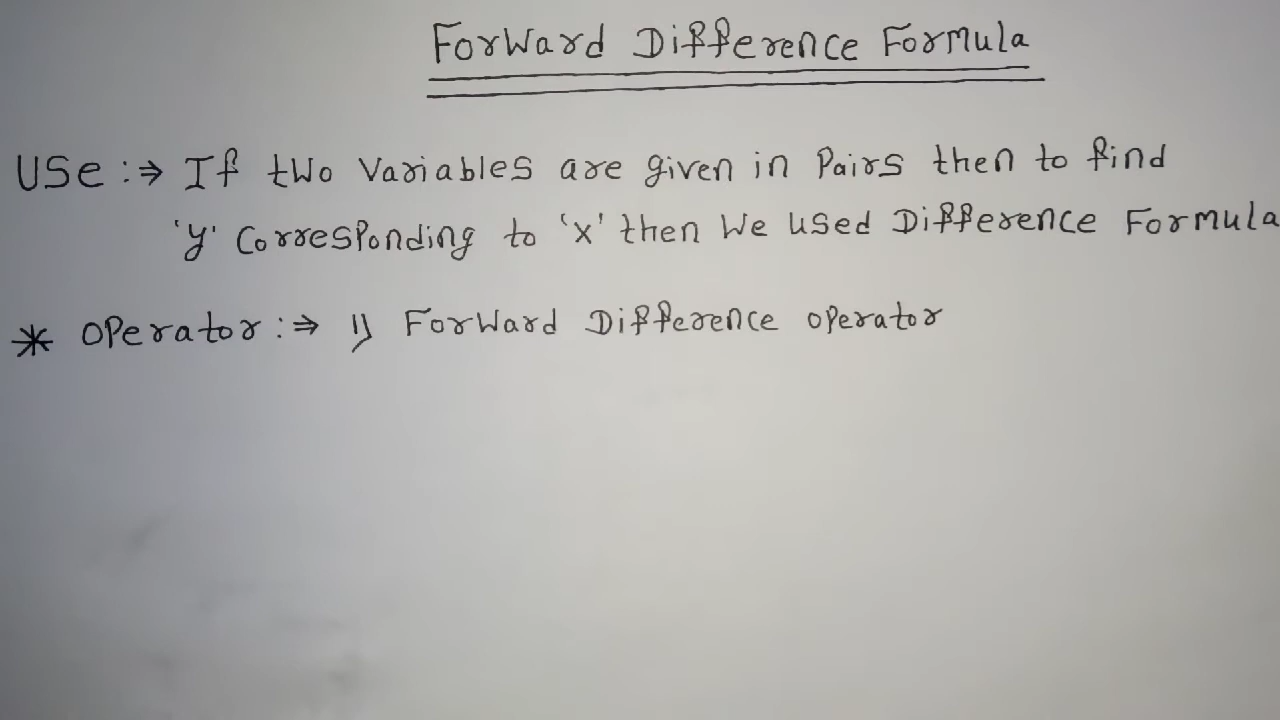 Forward Difference Formula
USe :⇒ If two Variables are given in Pairs then to find
'y' Corresponding to 'x' then We used Difference Formula
* Operator :⇒ 1) Forward Difference operator